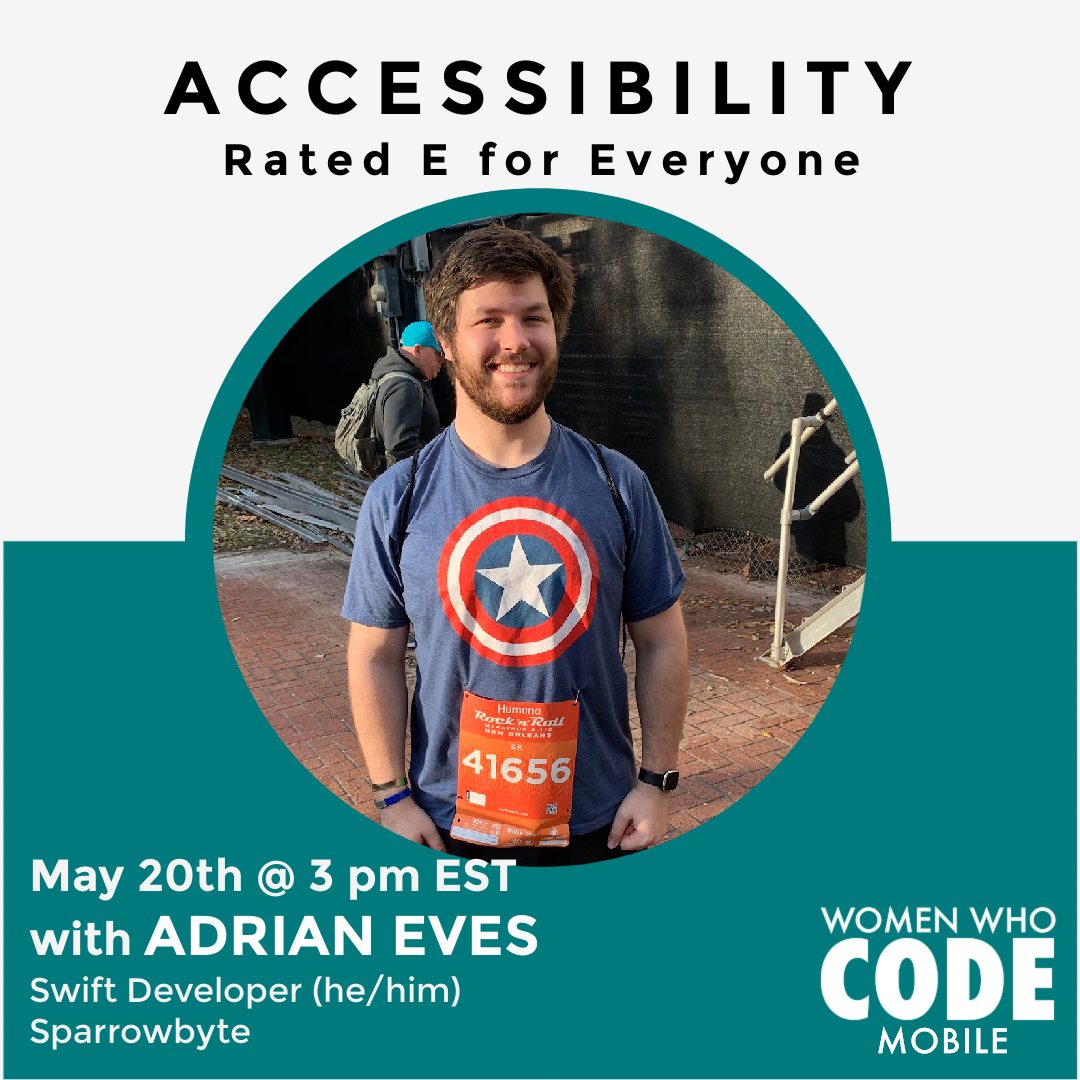 ACCESSIBILITY
Rated E for Everyone
Humana
Rock 'n' Roll
MARATHON & 1/2
NEW ORLEANS
5K
41656
May 20th @ 3 pm EST
with ADRIAN EVES
Swift Developer (he/him)
Sparrowbyte
WOMEN WHO
CODE
MOBILE